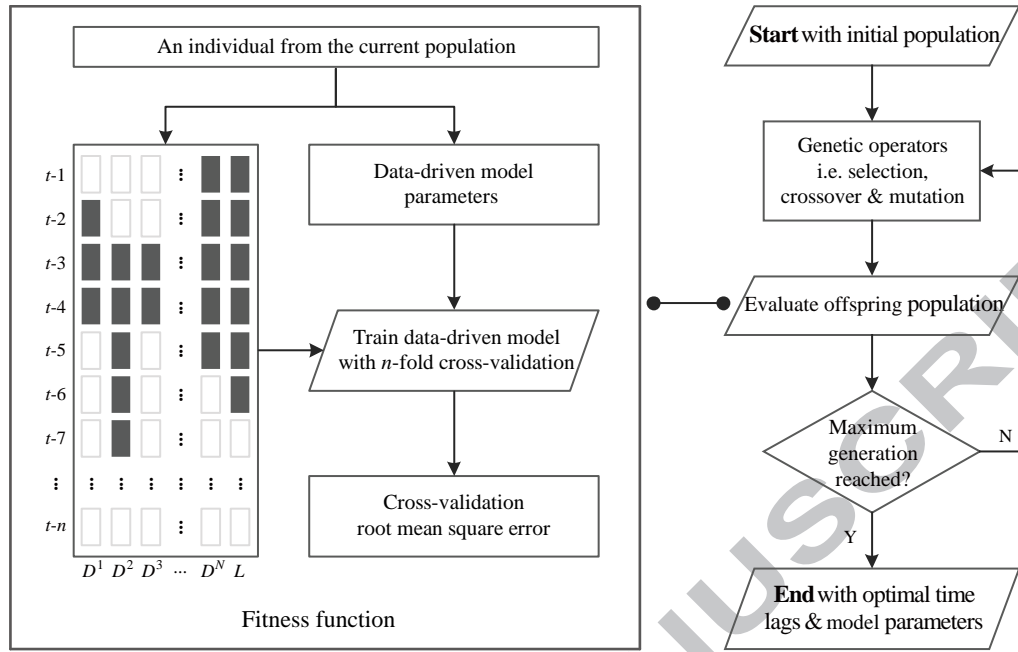 An individual from the current population
t-1
t-2
t-3
t-4
t-5
t-6
t-7
t-n
D¹ D² D³ ... Dᴺ L
Data-driven model
parameters
Train data-driven model
with n-fold cross-validation
Cross-validation
root mean square error
Fitness function
Start with initial population
Genetic operators
i.e. selection,
crossover & mutation
Evaluate offspring population
Maximum
generation
reached?
N
Y
End with optimal time
lags & model parameters